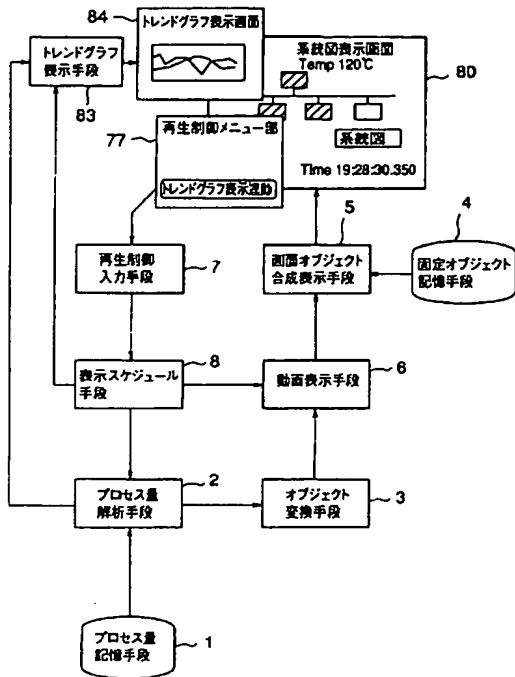 84
トレンドグラフ表示画面
トレンドグラフ
表示手段
83
系統図表示画面
Temp 120℃
80
77
再生制御メニュー部
系統図
トレンドグラフ表示連動
Time 19:28:30.350
5
4
再生制御
入力手段
7
画面オブジェクト
合成表示手段
固定オブジェクト
記憶手段
8
表示スケジュール
手段
6
動画表示手段
2
プロセス量
解析手段
オブジェクト
変換手段
3
プロセス量
記憶手段
1